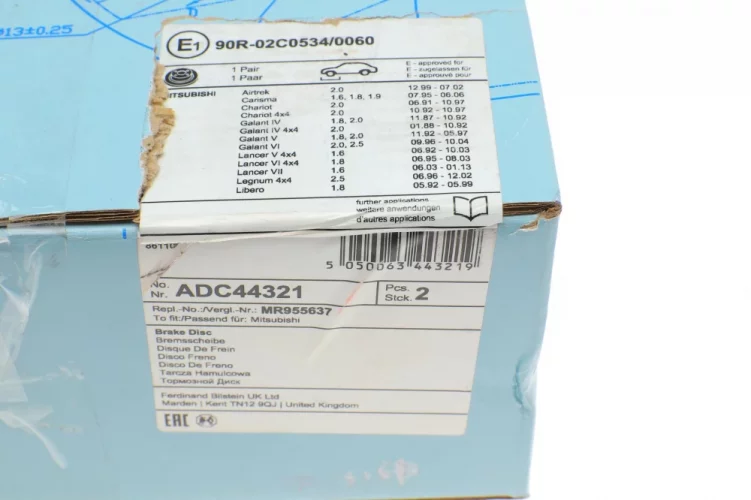 Ø13±0.25
E1 90R-02C0534/0060
1 Pair
1 Paar
E - approved for
E - zugelassen für
E - approuvé pour
MITSUBISHI
Airtrek 2.0 12.99 - 07.02
Carisma 1.6, 1.8, 1.9 07.95 - 06.06
Chariot 2.0 06.91 - 10.97
Chariot 4x4 2.0 10.92 - 10.97
Galant IV 1.8, 2.0 11.87 - 10.92
Galant IV 4x4 2.0 01.88 - 10.92
Galant V 1.8, 2.0 11.92 - 05.97
Galant VI 2.0, 2.5 09.96 - 10.04
Lancer V 4x4 1.6 06.92 - 10.03
Lancer VI 4x4 1.8 06.95 - 08.03
Lancer VII 1.6 06.03 - 01.13
Legnum 4x4 2.5 06.96 - 12.02
Libero 1.8 05.92 - 05.99
further applications
weitere anwendungen
d'autres applications
5 050063 443219
No.
Nr. ADC44321
Pcs.
Stck. 2
Repl.-No.:/Vergl.-Nr.: MR955637
To fit:/Passend für: Mitsubishi
Brake Disc
Bremsscheibe
Disque De Frein
Disco Freno
Disco De Freno
Tarcza Hamulcowa
Тормозной Диск
Ferdinand Bilstein UK Ltd
Marden | Kent TN12 9QJ | United Kingdom
EAC